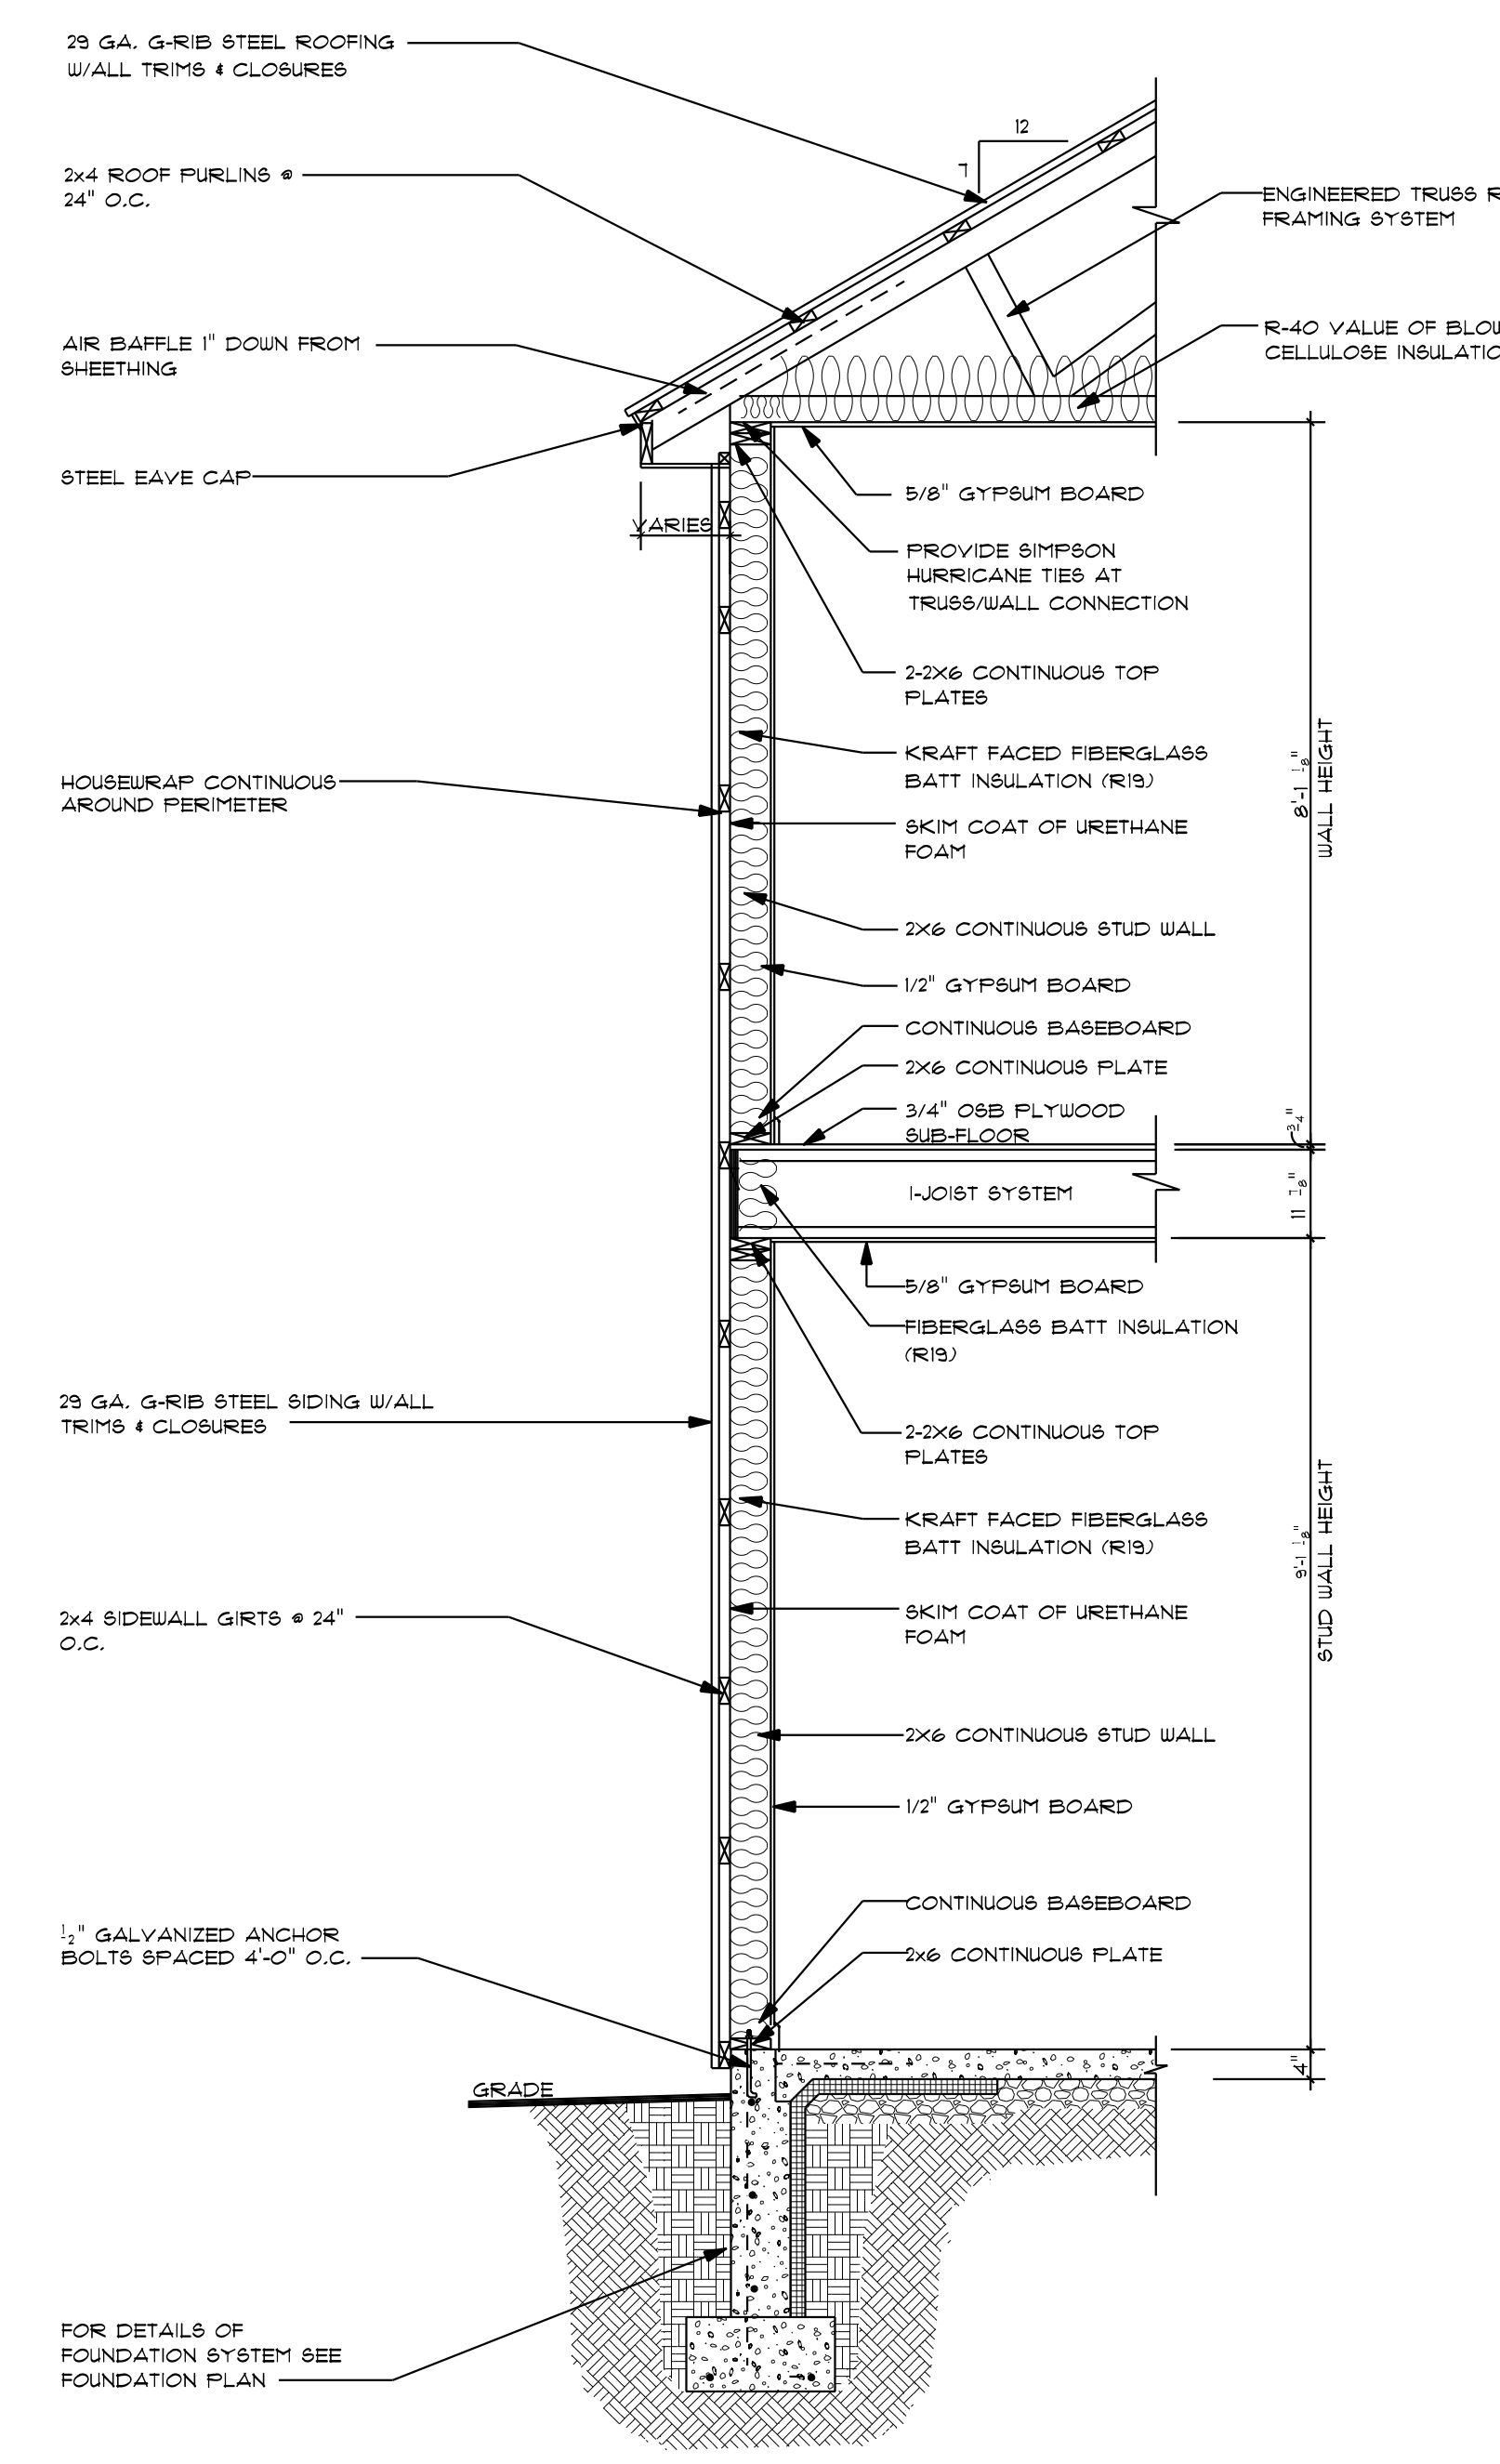 29 GA. G-RIB STEEL ROOFING
W/ALL TRIMS & CLOSURES
12
7
2x4 ROOF PURLINS @
24" O.C.
ENGINEERED TRUSS R
FRAMING SYSTEM
AIR BAFFLE 1" DOWN FROM
SHEETHING
R-40 VALUE OF BLOW
CELLULOSE INSULATIO
STEEL EAVE CAP
VARIES
5/8" GYPSUM BOARD
PROVIDE SIMPSON
HURRICANE TIES AT
TRUSS/WALL CONNECTION
2-2X6 CONTINUOUS TOP
PLATES
KRAFT FACED FIBERGLASS
BATT INSULATION (R19)
HOUSEWRAP CONTINUOUS
AROUND PERIMETER
8'-1 1/8"
WALL HEIGHT
SKIM COAT OF URETHANE
FOAM
2X6 CONTINUOUS STUD WALL
1/2" GYPSUM BOARD
CONTINUOUS BASEBOARD
2X6 CONTINUOUS PLATE
3/4" OSB PLYWOOD
SUB-FLOOR
3/4"
I-JOIST SYSTEM
11 7/8"
5/8" GYPSUM BOARD
FIBERGLASS BATT INSULATION
(R19)
29 GA. G-RIB STEEL SIDING W/ALL
TRIMS & CLOSURES
2-2X6 CONTINUOUS TOP
PLATES
KRAFT FACED FIBERGLASS
BATT INSULATION (R19)
9'-1 1/8"
STUD WALL HEIGHT
2x4 SIDEWALL GIRTS @ 24"
O.C.
SKIM COAT OF URETHANE
FOAM
2X6 CONTINUOUS STUD WALL
1/2" GYPSUM BOARD
CONTINUOUS BASEBOARD
1/2" GALVANIZED ANCHOR
BOLTS SPACED 4'-0" O.C.
2x6 CONTINUOUS PLATE
4"
GRADE
FOR DETAILS OF
FOUNDATION SYSTEM SEE
FOUNDATION PLAN